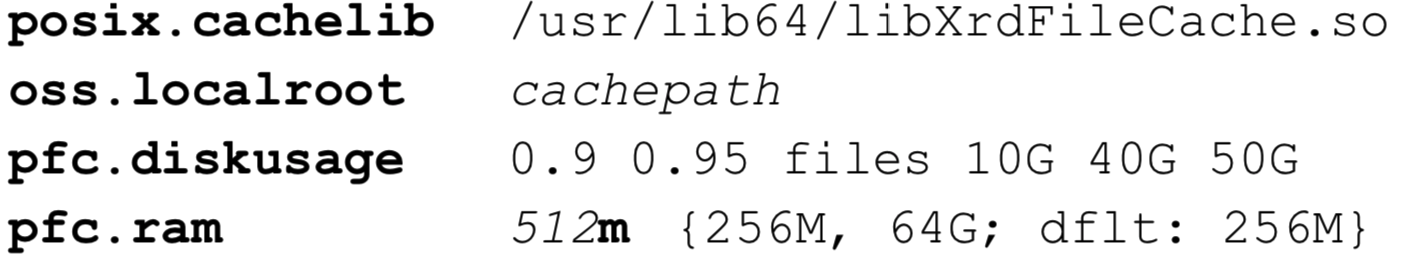 posix.cachelib /usr/lib64/libXrdFileCache.so
oss.localroot cachepath
pfc.diskusage 0.9 0.95 files 10G 40G 50G
pfc.ram 512m {256M, 64G; dflt: 256M}